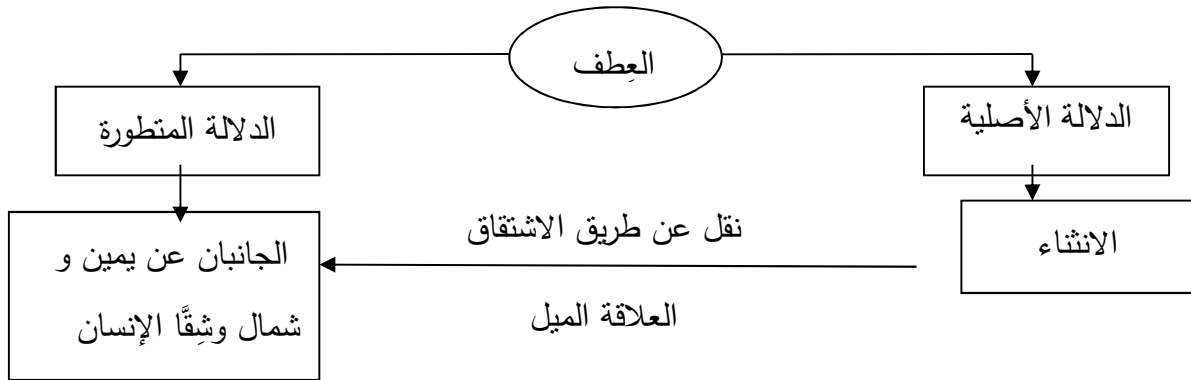 العِطف
الدلالة الأصلية
الدلالة المتطورة
الانثناء
نقل عن طريق الاشتقاق
العلاقة الميل
الجانبان عن يمين و
شمال وشِقَّا الإنسان